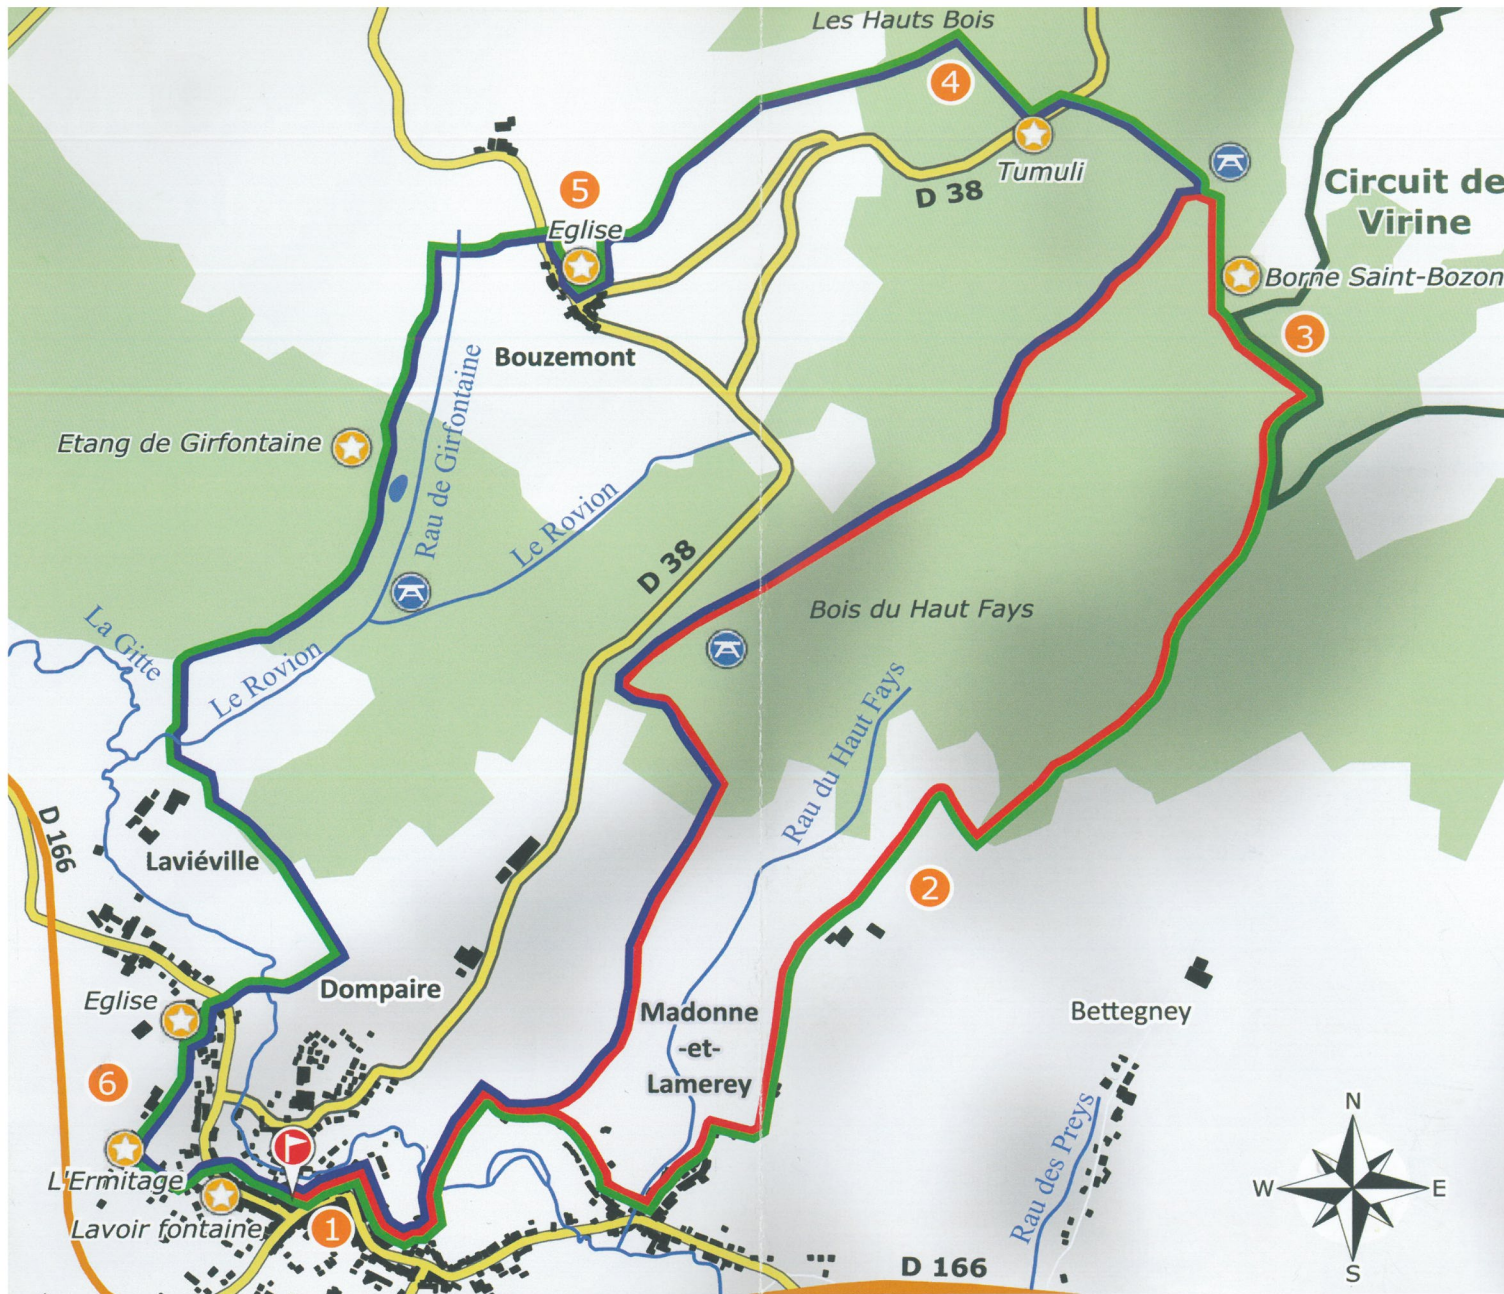 Les Hauts Bois
4
Tumuli
D 38
Circuit de
Virine
5
Eglise
Borne Saint-Bozon
3
Bouzemont
Etang de Girfontaine
Rau de Girfontaine
Le Rovion
D 38
Bois du Haut Fays
La Gitte
Le Rovion
Rau du Haut Fays
D 166
Laviéville
2
Dompaire
Eglise
Madonne
-et-
Lamerey
Bettegney
6
Rau des Preys
N
W
E
S
L'Ermitage
Lavoir fontaine
1
D 166